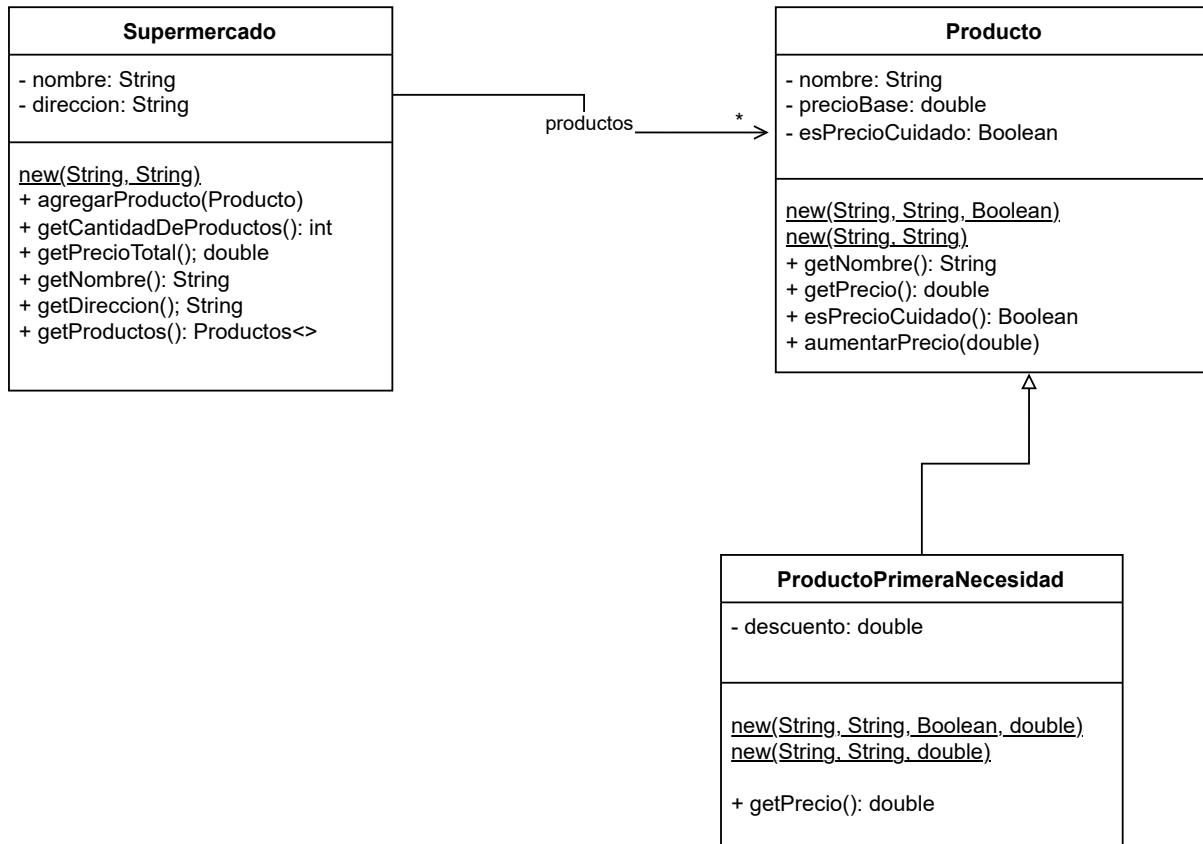 Supermercado
- nombre: String
- direccion: String
new(String, String)
+ agregarProducto(Producto)
+ getCantidadDeProductos(): int
+ getPrecioTotal(); double
+ getNombre(): String
+ getDireccion(); String
+ getProductos(): Productos<>
productos
*
Producto
- nombre: String
- precioBase: double
- esPrecioCuidado: Boolean
new(String, String, Boolean)
new(String, String)
+ getNombre(): String
+ getPrecio(): double
+ esPrecioCuidado(): Boolean
+ aumentarPrecio(double)
ProductoPrimeraNecesidad
- descuento: double
new(String, String, Boolean, double)
new(String, String, double)
+ getPrecio(): double